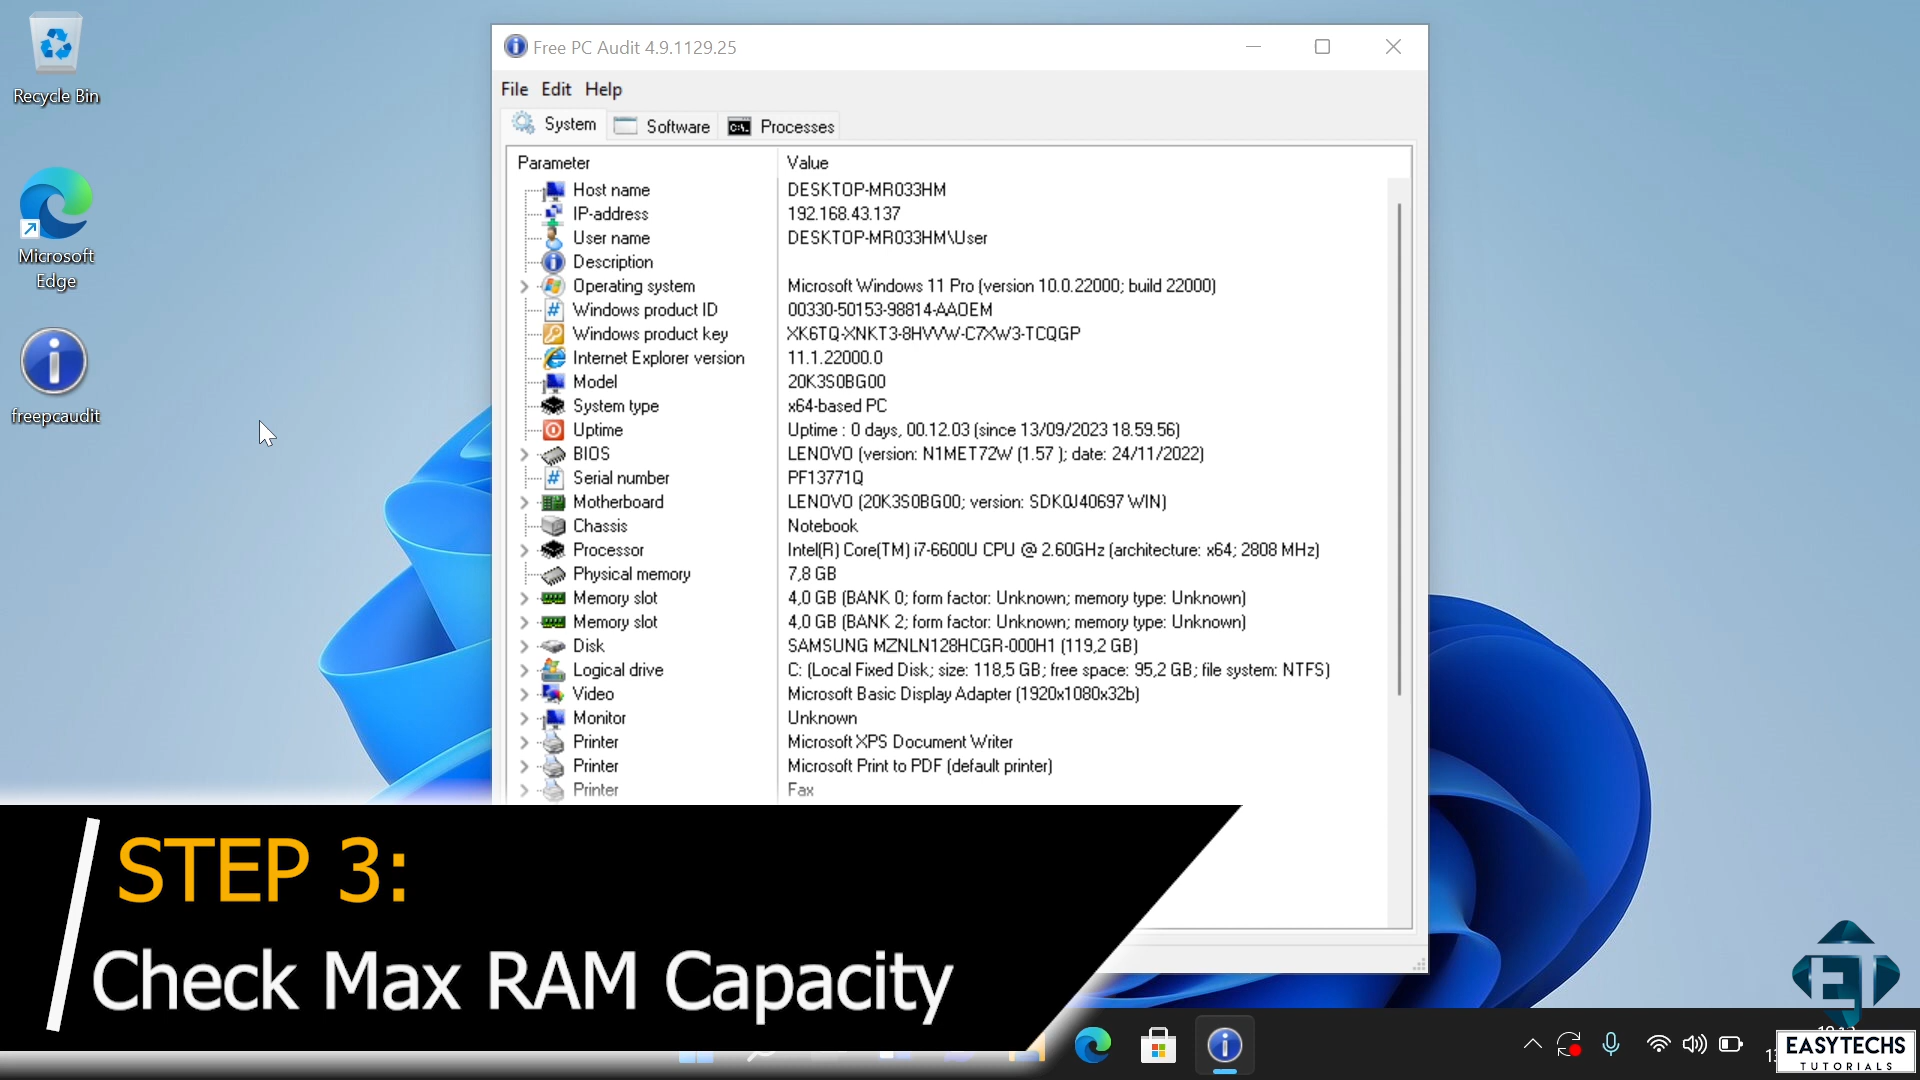 Recycle Bin
Microsoft
Edge
freepcaudit
Free PC Audit 4.9.1129.25
File Edit Help
System Software Processes
Parameter Value
Host name DESKTOP-MR033HM
IP-address 192.168.43.137
User name DESKTOP-MR033HM\User
Description
Operating system Microsoft Windows 11 Pro (version 10.0.22000; build 22000)
Windows product ID 00330-50153-98814-AAOEM
Windows product key XK6TQ-XNKT3-8HVVW-C7XW3-TCQGP
Internet Explorer version 11.1.22000.0
Model 20K3S0BG00
System type x64-based PC
Uptime Uptime : 0 days, 00.12.03 (since 13/09/2023 18.59.56)
BIOS LENOVO (version: N1MET72W (1.57 ); date: 24/11/2022)
Serial number PF13771Q
Motherboard LENOVO (20K3S0BG00; version: SDK0J40697 WIN)
Chassis Notebook
Processor Intel(R) Core(TM) i7-6600U CPU @ 2.60GHz (architecture: x64; 2808 MHz)
Physical memory 7,8 GB
Memory slot 4,0 GB (BANK 0; form factor: Unknown; memory type: Unknown)
Memory slot 4,0 GB (BANK 2; form factor: Unknown; memory type: Unknown)
Disk SAMSUNG MZNLN128HCGR-000H1 (119,2 GB)
Logical drive C: (Local Fixed Disk; size: 118,5 GB; free space: 95,2 GB; file system: NTFS)
Video Microsoft Basic Display Adapter (1920x1080x32b)
Monitor Unknown
Printer Microsoft XPS Document Writer
Printer Microsoft Print to PDF (default printer)
Printer Fax
STEP 3:
Check Max RAM Capacity
EASYTECHS
TUTORIALS